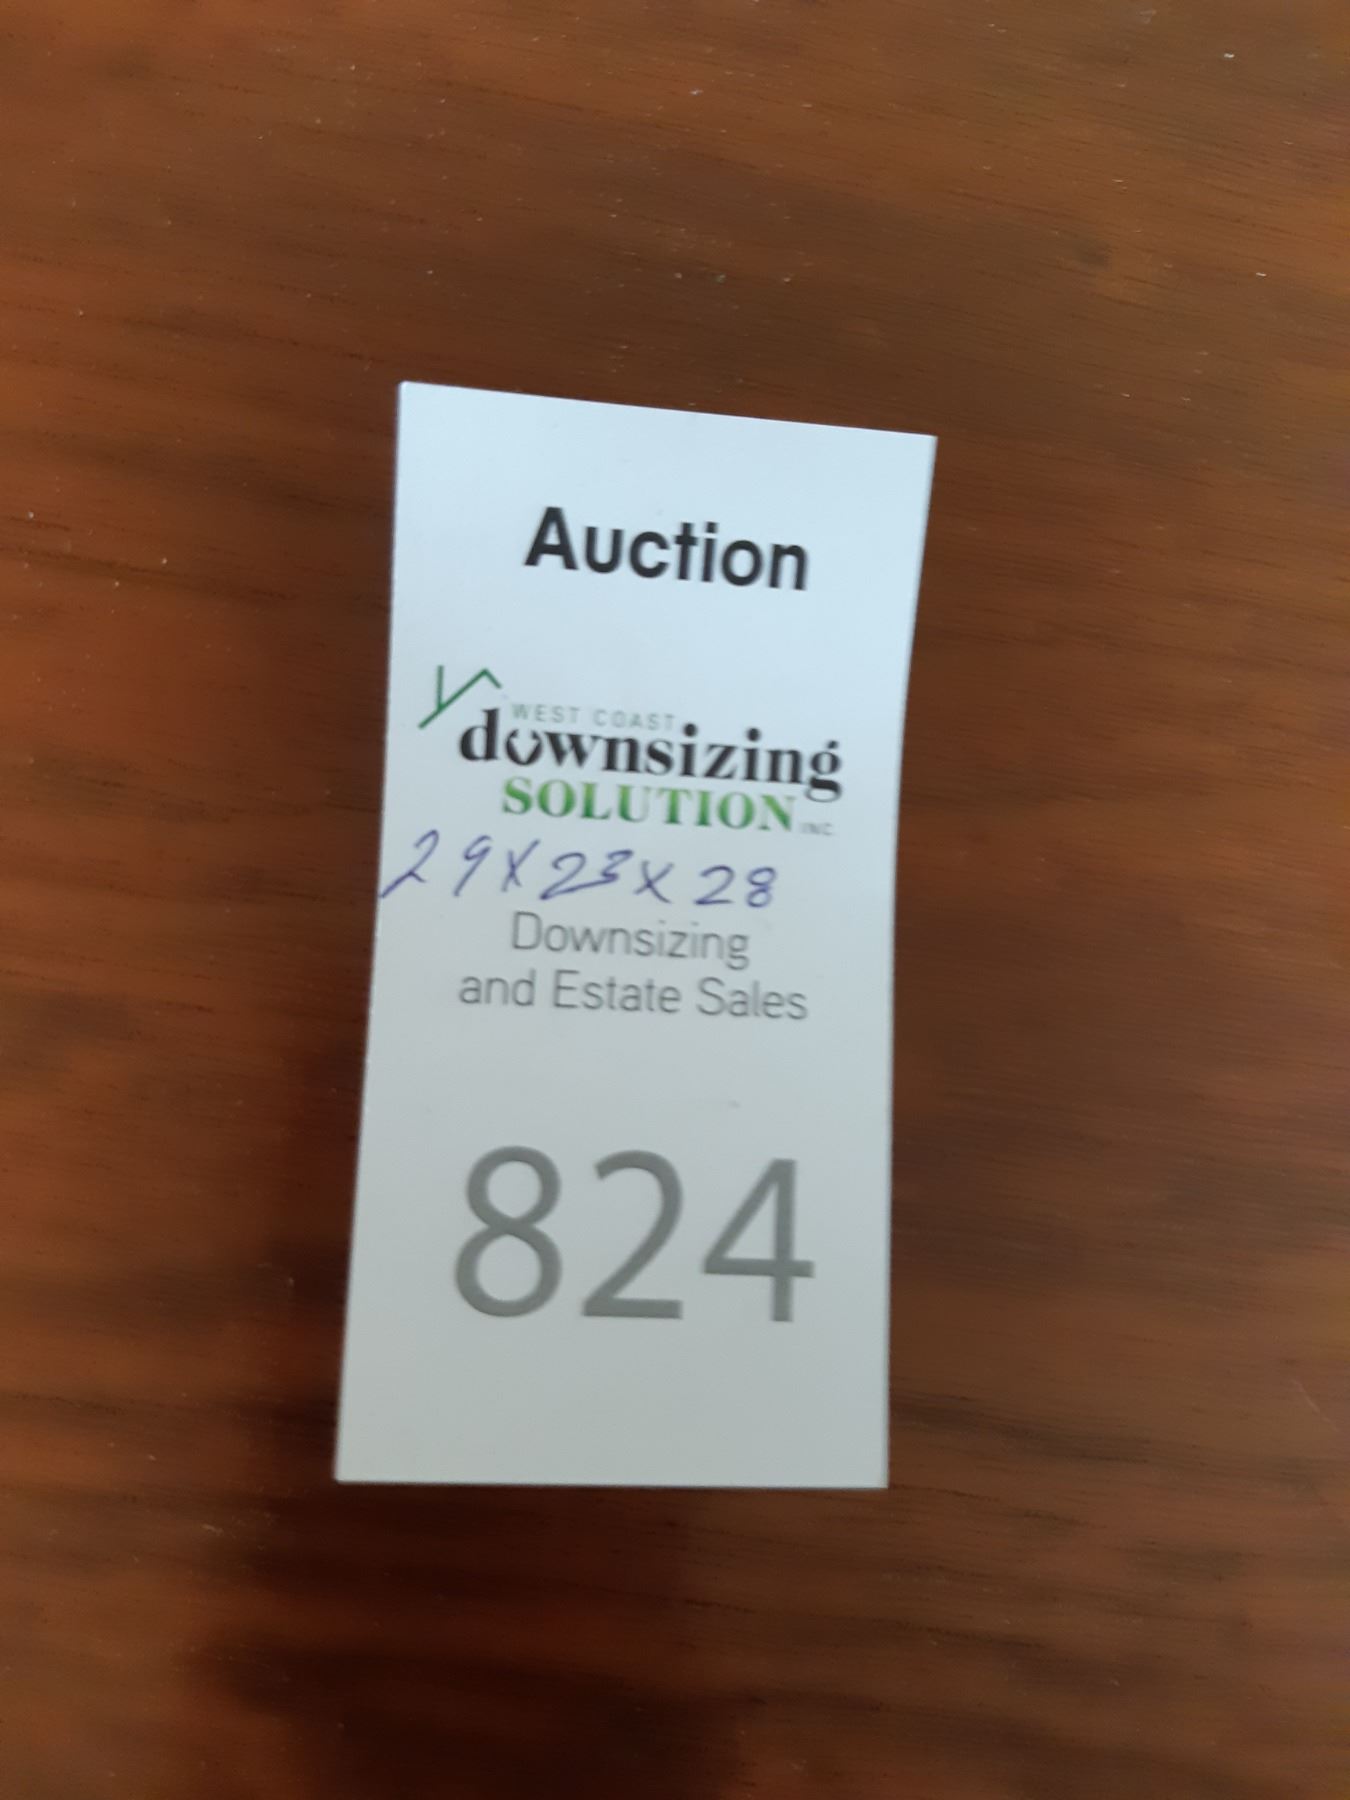 Auction
WEST COAST
downsizing
SOLUTION INC.
29X23X28
Downsizing
and Estate Sales
824